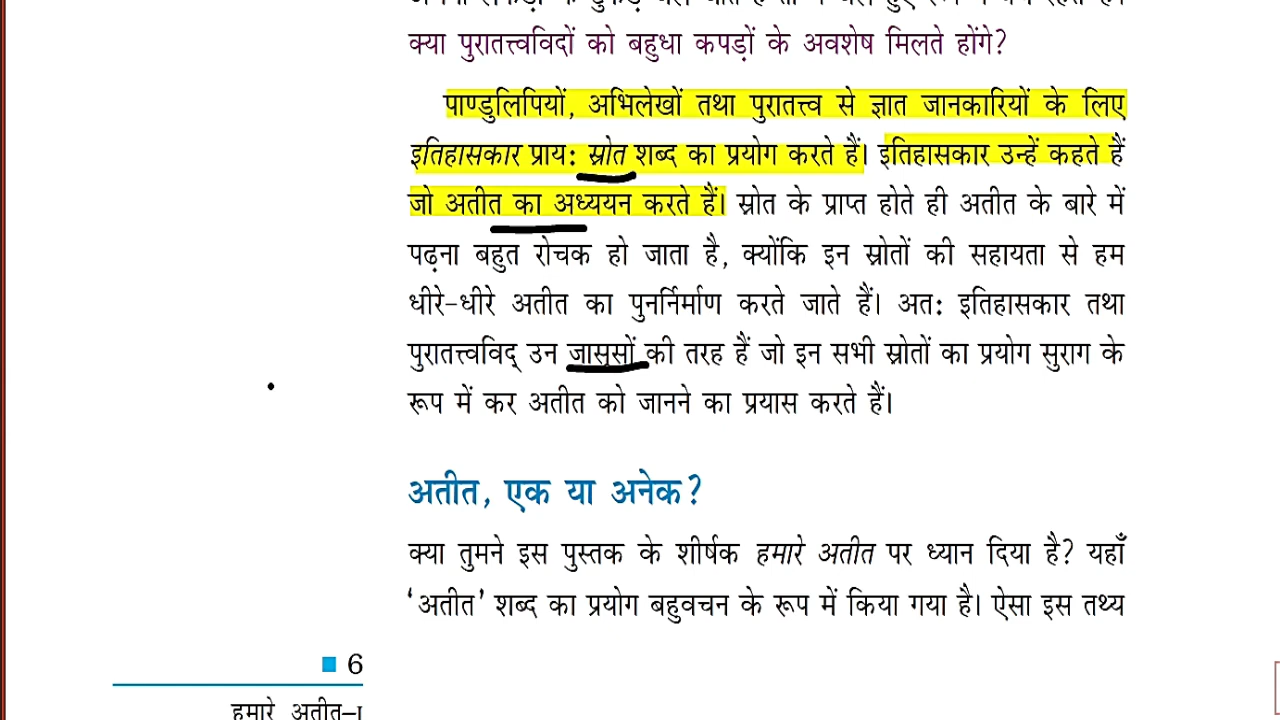 क्या पुरातत्त्वविदों को बहुधा कपड़ों के अवशेष मिलते होंगे?
पाण्डुलिपियों, अभिलेखों तथा पुरातत्त्व से ज्ञात जानकारियों के लिए
इतिहासकार प्राय: स्रोत शब्द का प्रयोग करते हैं। इतिहासकार उन्हें कहते हैं
जो अतीत का अध्ययन करते हैं। स्रोत के प्राप्त होते ही अतीत के बारे में
पढ़ना बहुत रोचक हो जाता है, क्योंकि इन स्रोतों की सहायता से हम
धीरे-धीरे अतीत का पुनर्निर्माण करते जाते हैं। अत: इतिहासकार तथा
पुरातत्त्वविद् उन जासूसों की तरह हैं जो इन सभी स्रोतों का प्रयोग सुराग के
रूप में कर अतीत को जानने का प्रयास करते हैं।
अतीत, एक या अनेक?
क्या तुमने इस पुस्तक के शीर्षक हमारे अतीत पर ध्यान दिया है? यहाँ
‘अतीत’ शब्द का प्रयोग बहुवचन के रूप में किया गया है। ऐसा इस तथ्य
6
हमारे अतीत–I